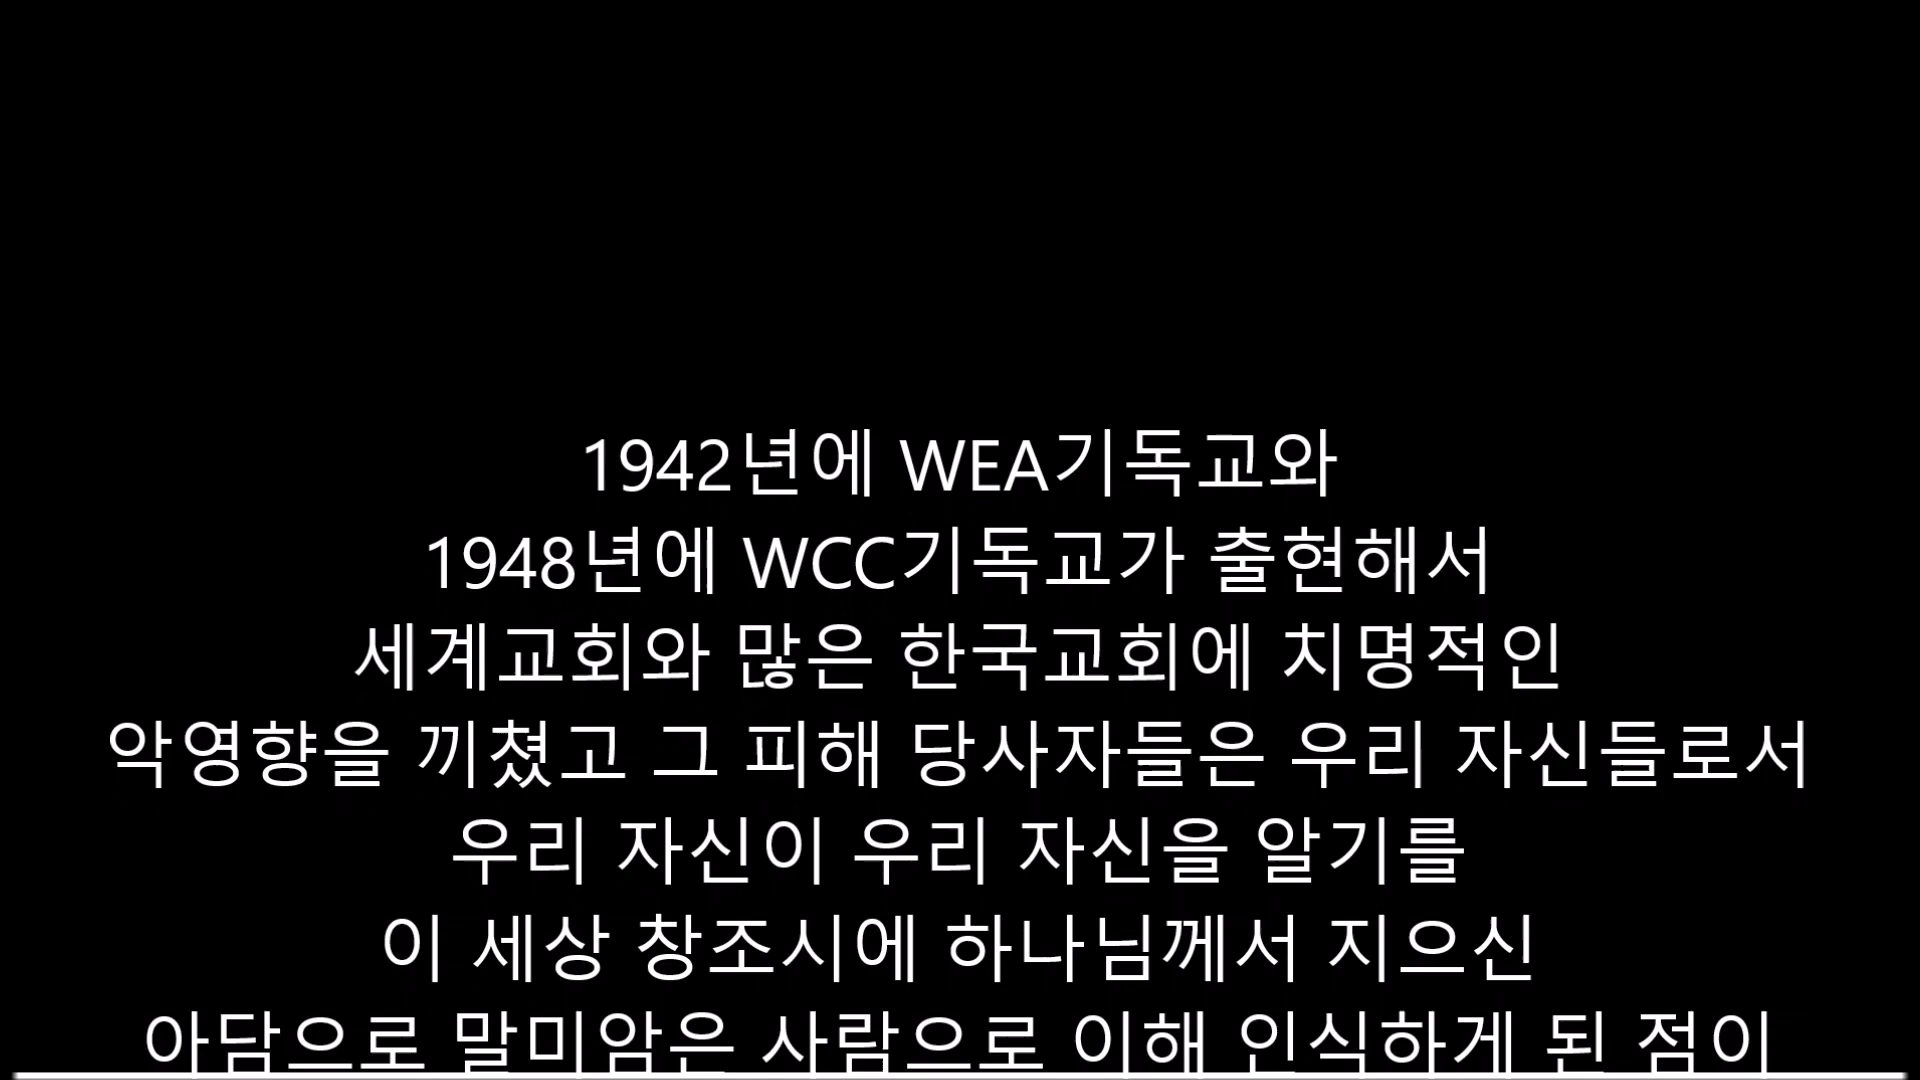 1942년에 WEA기독교와
1948년에 WCC기독교가 출현해서
세계교회와 많은 한국교회에 치명적인
악영향을 끼쳤고 그 피해 당사자들은 우리 자신들로서
우리 자신이 우리 자신을 알기를
이 세상 창조시에 하나님께서 지으신
아담으로 말미암은 사람으로 이해 인식하게 된 점이